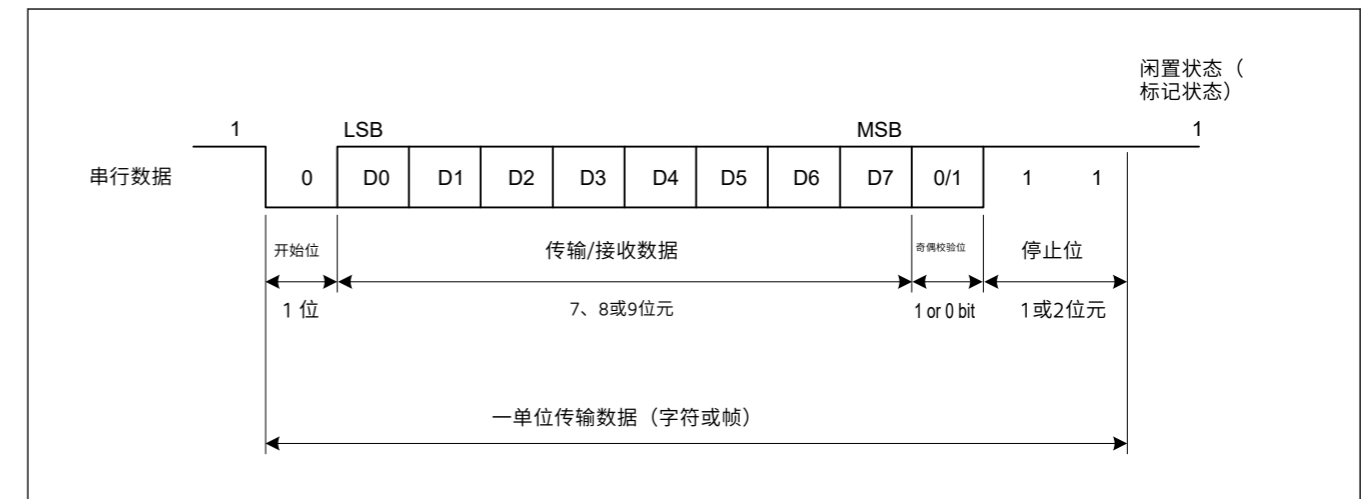 闲置状态（
标记状态）
1 LSB MSB 1
串行数据 0 D0 D1 D2 D3 D4 D5 D6 D7 0/1 1 1
开始位 传输/接收数据 奇偶校验位 停止位
1 位 7、8或9位元 1 or 0 bit 1或2位元
一单位传输数据（字符或帧）